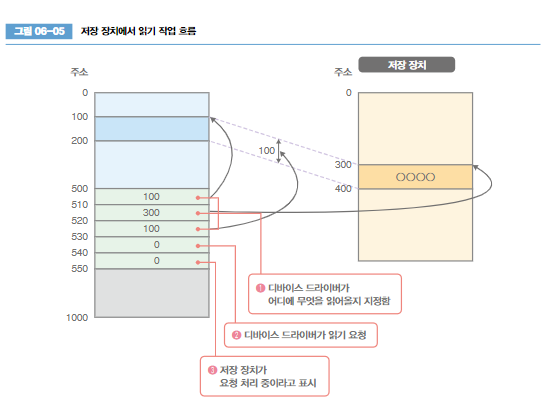 그림 06-05 저장 장치에서 읽기 작업 흐름
주소
0
100
200
500
510
520
530
540
550
1000
100
300
100
0
0
100
저장 장치
주소
0
300
400
○○○○
❶ 디바이스 드라이버가
어디에 무엇을 읽어올지 지정함
❷ 디바이스 드라이버가 읽기 요청
❸ 저장 장치가
요청 처리 중이라고 표시